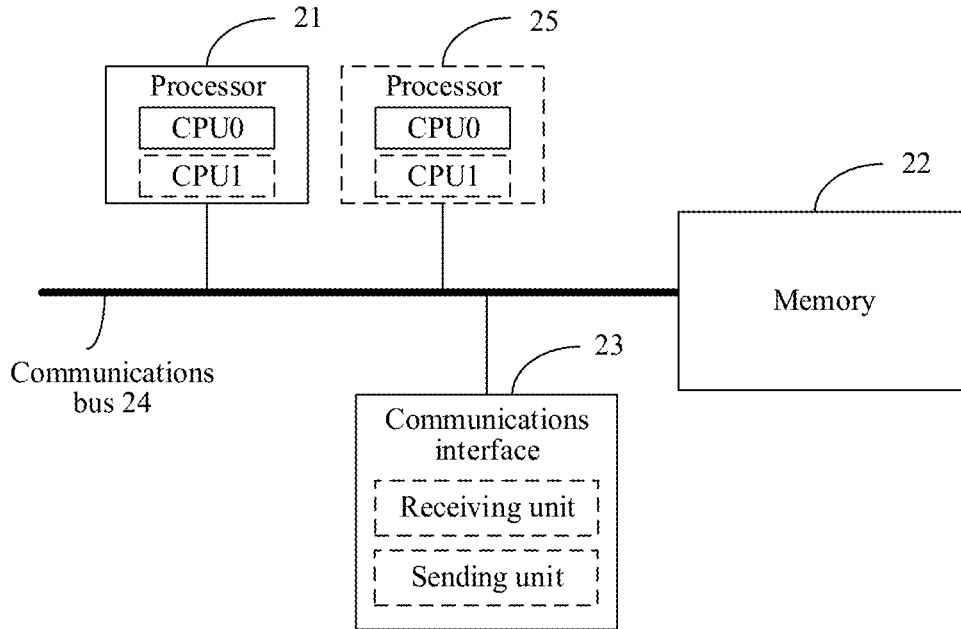 21
25
Processor
CPU0
CPU1
Processor
CPU0
CPU1
22
Memory
Communications
bus 24
23
Communications
interface
Receiving unit
Sending unit